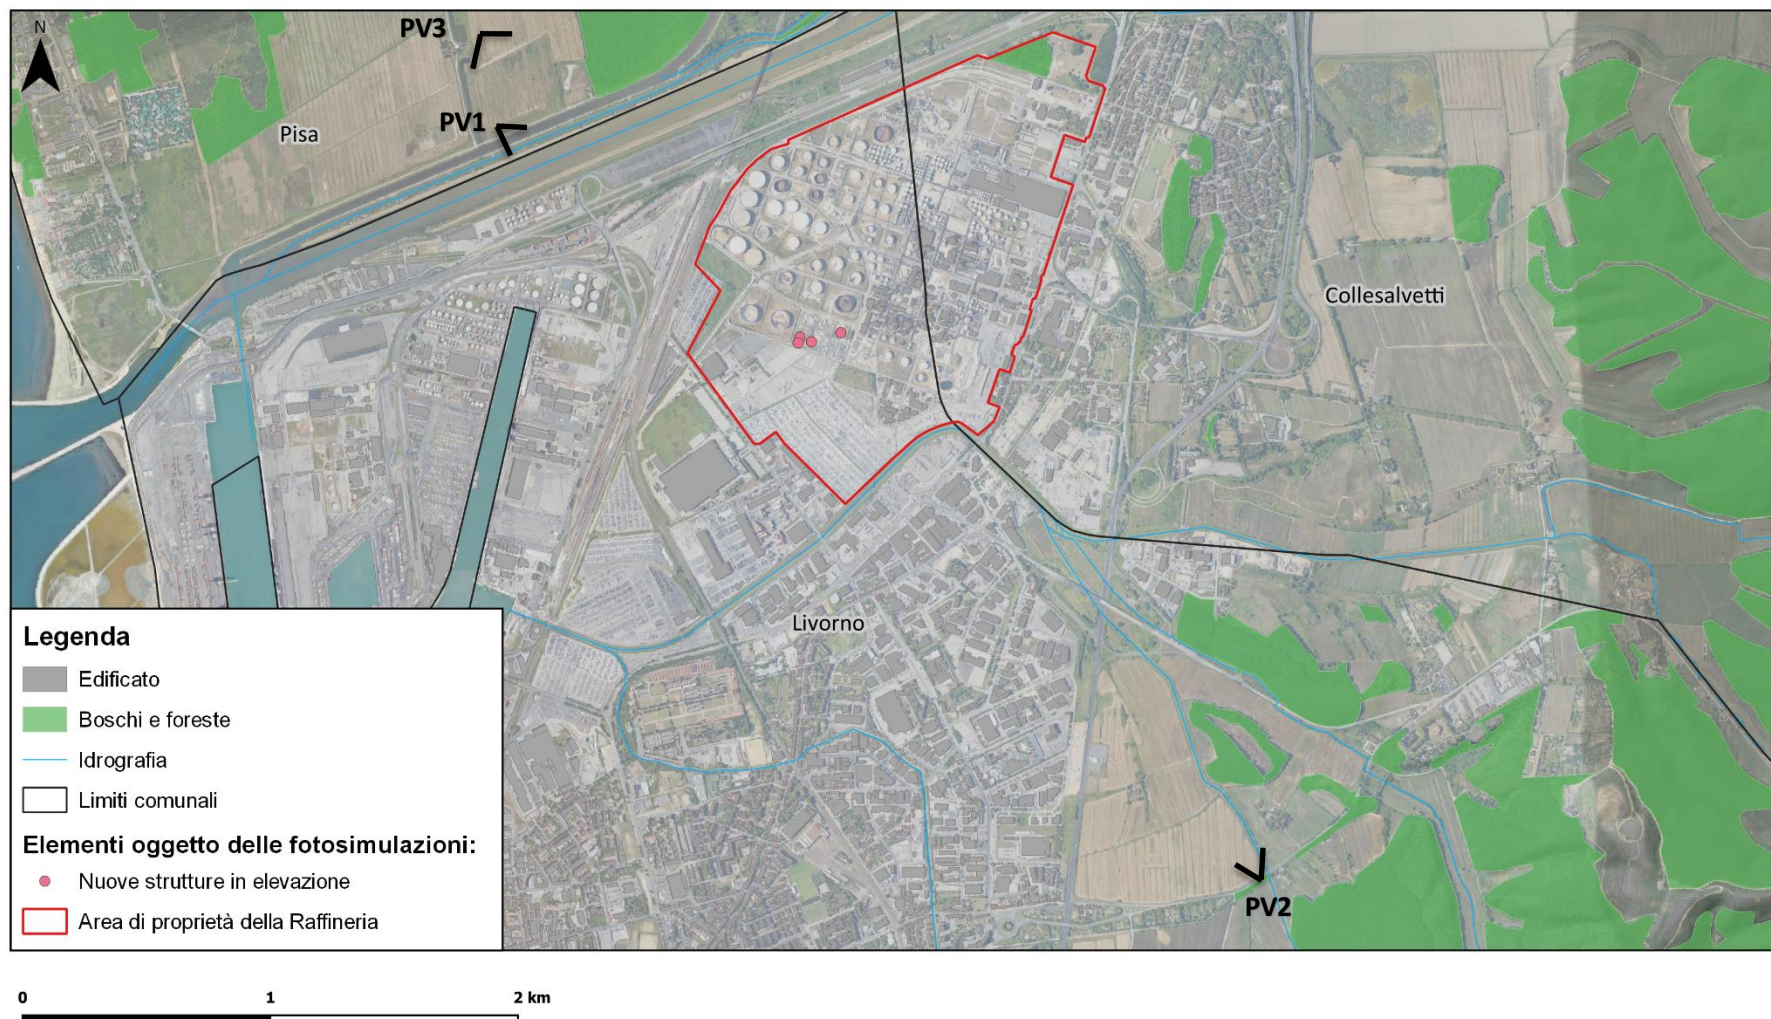 N
PV3
PV1
Pisa
Collesalvetti
Livorno
PV2
Legenda
Edificato
Boschi e foreste
Idrografia
Limiti comunali
Elementi oggetto delle fotosimulazioni:
Nuove strutture in elevazione
Area di proprietà della Raffineria
0 1 2 km